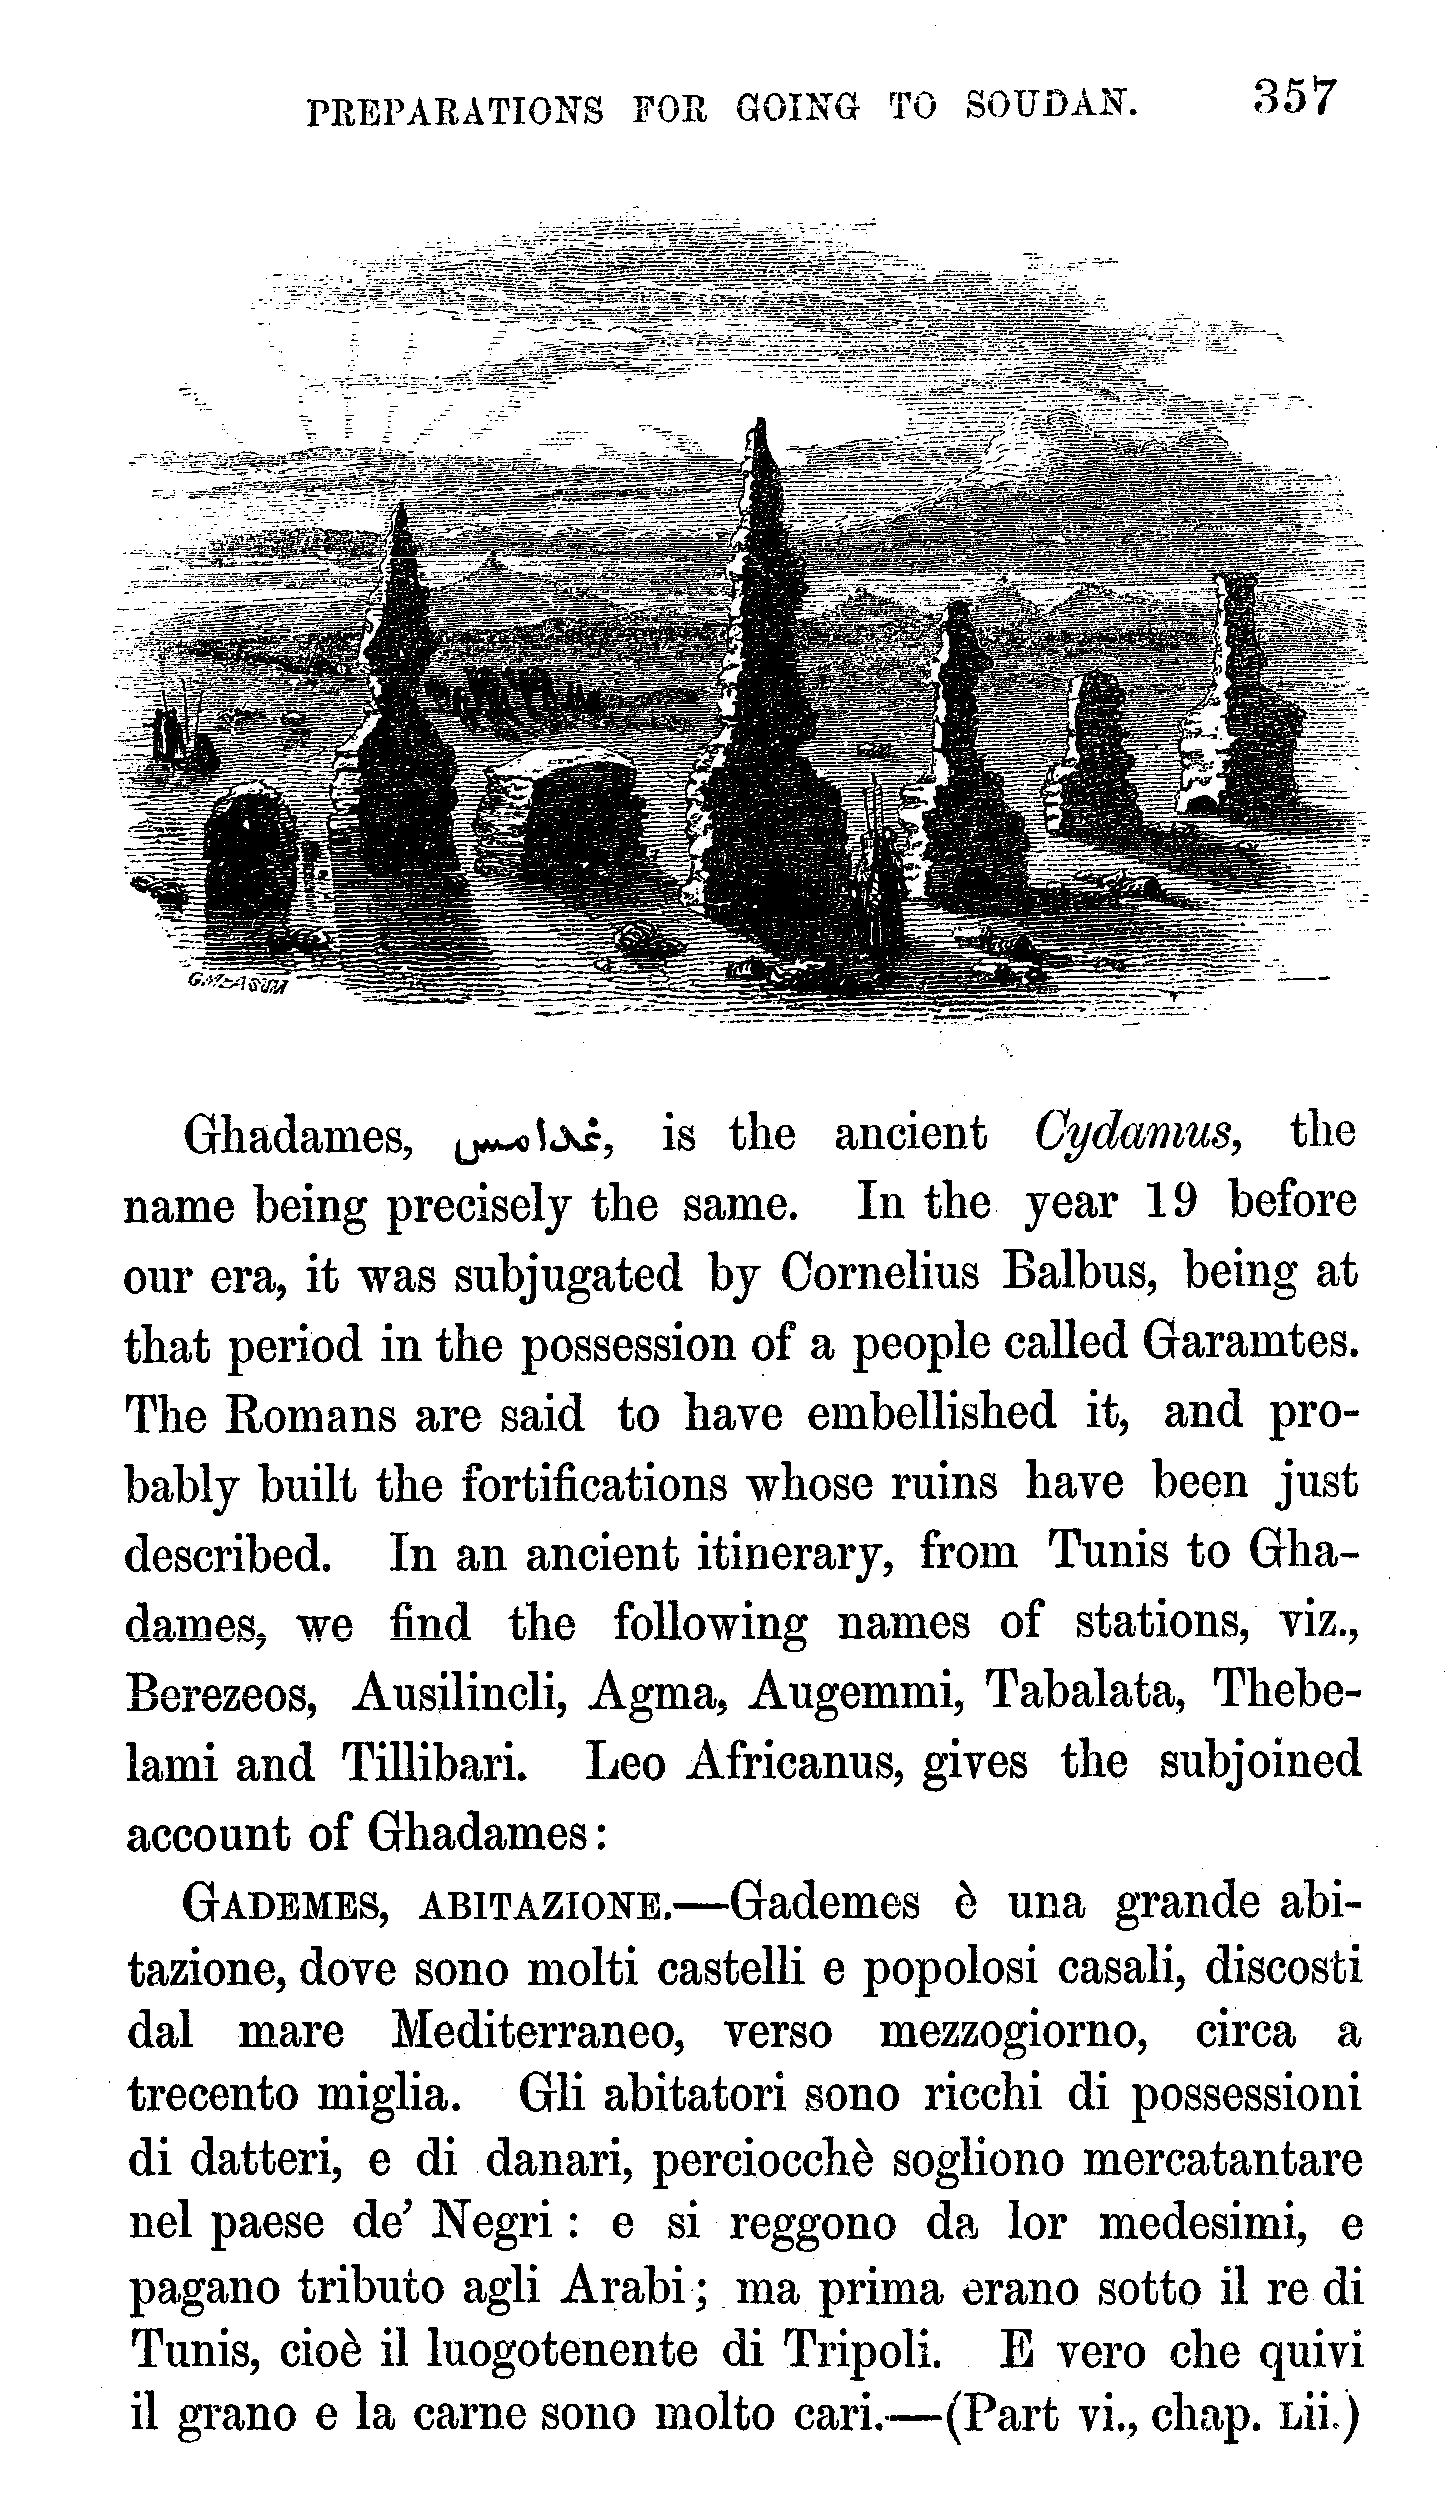 PREPARATIONS FOR GOING TO SOUDAN. 357
Ghadames, غدامس, is the ancient Cydamus, the
name being precisely the same. In the year 19 before
our era, it was subjugated by Cornelius Balbus, being at
that period in the possession of a people called Garamtes.
The Romans are said to have embellished it, and pro-
bably built the fortifications whose ruins have been just
described. In an ancient itinerary, from Tunis to Gha-
dames, we find the following names of stations, viz.,
Berezeos, Ausilincli, Agma, Augemmi, Tabalata, Thebe-
lami and Tillibari. Leo Africanus, gives the subjoined
account of Ghadames:
GADEMES, ABITAZIONE.—Gademes è una grande abi-
tazione, dove sono molti castelli e popolosi casali, discosti
dal mare Mediterraneo, verso mezzogiorno, circa a
trecento miglia. Gli abitatori sono ricchi di possessioni
di datteri, e di danari, perciocchè sogliono mercatantare
nel paese de' Negri: e si reggono da lor medesimi, e
pagano tributo agli Arabi; ma prima erano sotto il re di
Tunis, cioè il luogotenente di Tripoli. E vero che quivi
il grano e la carne sono molto cari.—(Part vi., chap. Lii.)